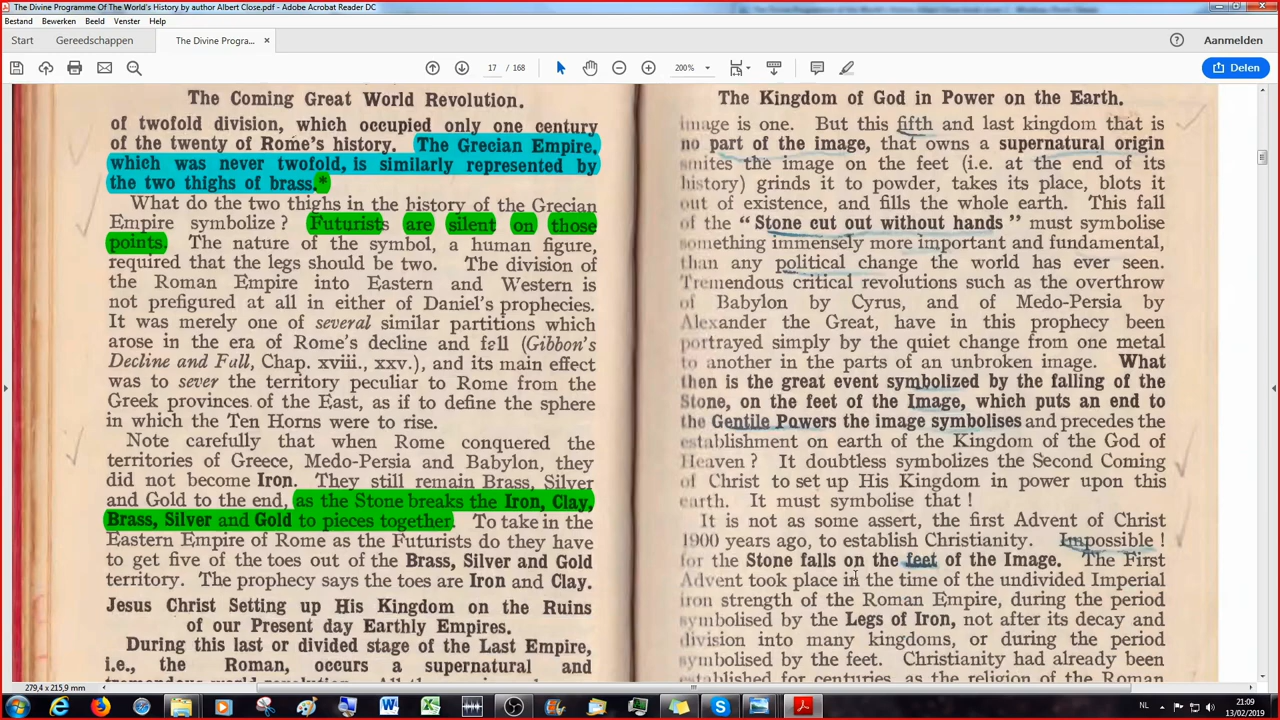 The Divine Programme Of The World's History by author Albert Close.pdf - Adobe Acrobat Reader DC
Bestand Bewerken Beeld Venster Help
Start Gereedschappen The Divine Progra... × Aanmelden
17 / 168 200% Delen
The Coming Great World Revolution.
of twofold division, which occupied only one century
of the twenty of Rome's history. The Grecian Empire,
which was never twofold, is similarly represented by
the two thighs of brass.*
What do the two thighs in the history of the Grecian
Empire symbolize? Futurists are silent on those
points. The nature of the symbol, a human figure,
required that the legs should be two. The division of
the Roman Empire into Eastern and Western is
not prefigured at all in either of Daniel's prophecies.
It was merely one of several similar partitions which
arose in the era of Rome's decline and fell (Gibbon's
Decline and Full, Chap. xviii., xxv.), and its main effect
was to sever the territory peculiar to Rome from the
Greek provinces of the East, as if to define the sphere
in which the Ten Horns were to rise.
Note carefully that when Rome conquered the
territories of Greece, Medo-Persia and Babylon, they
did not become Iron. They still remain Brass, Silver
and Gold to the end, as the Stone breaks the Iron, Clay,
Brass, Silver and Gold to pieces together. To take in the
Eastern Empire of Rome as the Futurists do they have
to get five of the toes out of the Brass, Silver and Gold
territory. The prophecy says the toes are Iron and Clay.
Jesus Christ Setting up His Kingdom on the Ruins
of our Present day Earthly Empires.
During this last or divided stage of the Last Empire,
i.e., the Roman, occurs a supernatural and
The Kingdom of God in Power on the Earth.
image is one. But this fifth and last kingdom that is
no part of the image, that owns a supernatural origin
smites the image on the feet (i.e. at the end of its
history) grinds it to powder, takes its place, blots it
out of existence, and fills the whole earth. This fall
of the "Stone cut out without hands" must symbolise
something immensely more important and fundamental,
than any political change the world has ever seen.
Tremendous critical revolutions such as the overthrow
of Babylon by Cyrus, and of Medo-Persia by
Alexander the Great, have in this prophecy been
portrayed simply by the quiet change from one metal
to another in the parts of an unbroken image. What
then is the great event symbolized by the falling of the
Stone, on the feet of the Image, which puts an end to
the Gentile Powers the image symbolises and precedes the
establishment on earth of the Kingdom of the God of
Heaven? It doubtless symbolizes the Second Coming
of Christ to set up His Kingdom in power upon this
earth. It must symbolise that!
It is not as some assert, the first Advent of Christ
1900 years ago, to establish Christianity. Impossible!
for the Stone falls on the feet of the Image. The First
Advent took place in the time of the undivided Imperial
iron strength of the Roman Empire, during the period
symbolised by the Legs of Iron, not after its decay and
division into many kingdoms, or during the period
symbolised by the feet. Christianity had already been
established for centuries, as the religion of the Roman
279,4 x 215,9 mm
NL 21:09
13/02/2019